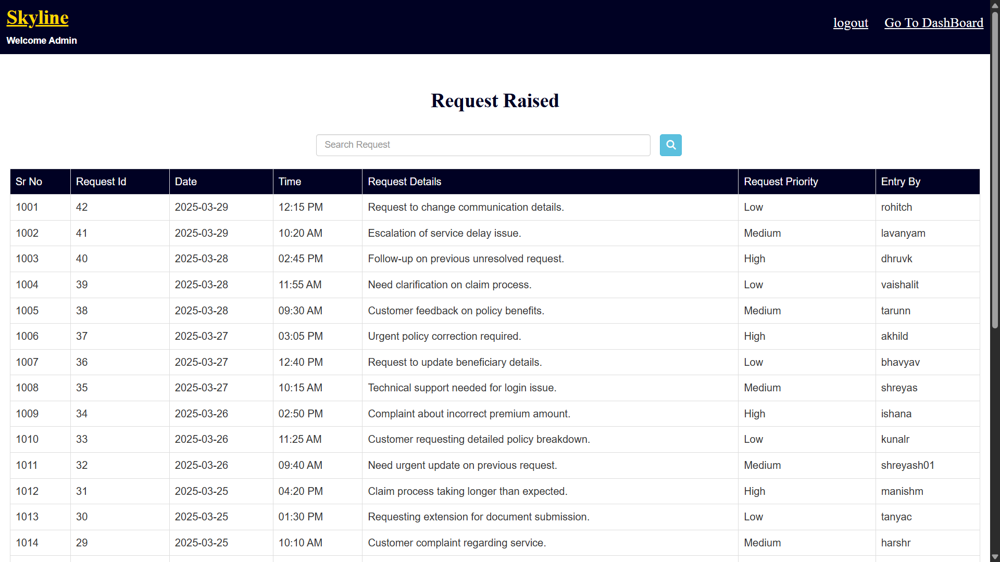 Skyline
Welcome Admin
logout Go To DashBoard
Request Raised
Search Request
Sr No Request Id Date Time Request Details Request Priority Entry By
1001 42 2025-03-29 12:15 PM Request to change communication details. Low rohitch
1002 41 2025-03-29 10:20 AM Escalation of service delay issue. Medium lavanyam
1003 40 2025-03-28 02:45 PM Follow-up on previous unresolved request. High dhruvk
1004 39 2025-03-28 11:55 AM Need clarification on claim process. Low vaishalit
1005 38 2025-03-28 09:30 AM Customer feedback on policy benefits. Medium tarunn
1006 37 2025-03-27 03:05 PM Urgent policy correction required. High akhild
1007 36 2025-03-27 12:40 PM Request to update beneficiary details. Low bhavyav
1008 35 2025-03-27 10:15 AM Technical support needed for login issue. Medium shreyas
1009 34 2025-03-26 02:50 PM Complaint about incorrect premium amount. High ishana
1010 33 2025-03-26 11:25 AM Customer requesting detailed policy breakdown. Low kunalr
1011 32 2025-03-26 09:40 AM Need urgent update on previous request. Medium shreyash01
1012 31 2025-03-25 04:20 PM Claim process taking longer than expected. High manishm
1013 30 2025-03-25 01:30 PM Requesting extension for document submission. Low tanyac
1014 29 2025-03-25 10:10 AM Customer complaint regarding service. Medium harshr